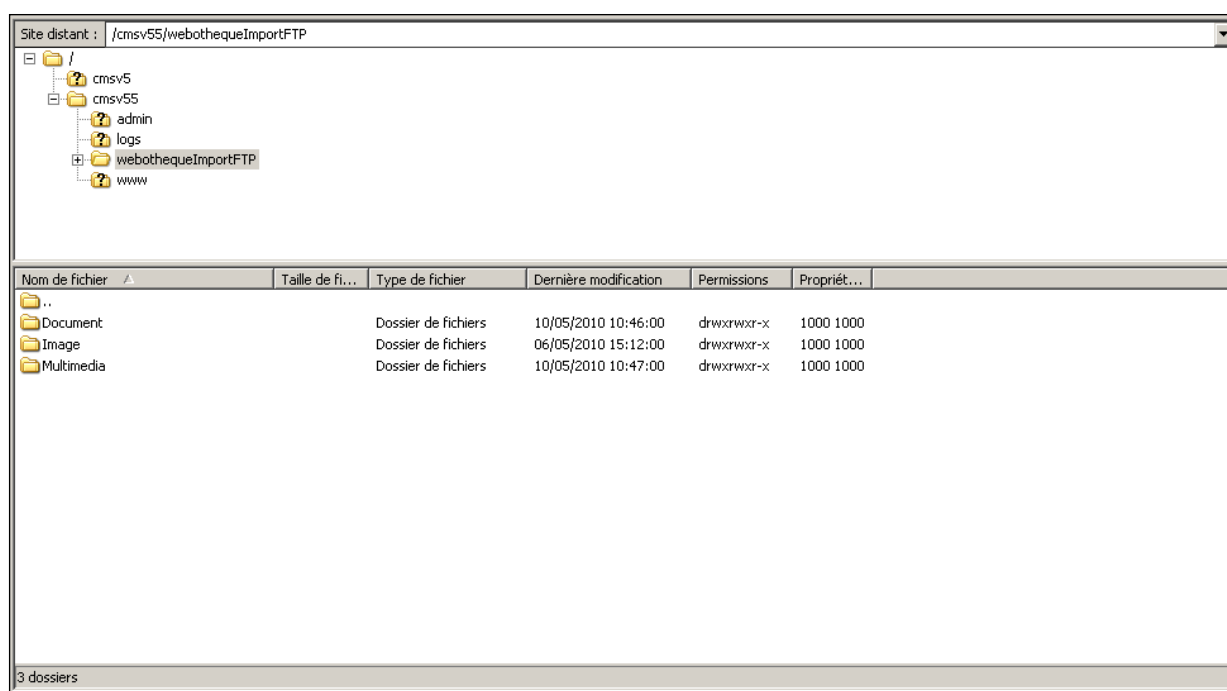 Site distant : /cmsv55/webothequeImportFTP
/
cmsv5
cmsv55
admin
logs
webothequeImportFTP
www
Nom de fichier Taille de fi... Type de fichier Dernière modification Permissions Propriét...
..
Document Dossier de fichiers 10/05/2010 10:46:00 drwxrwxr-x 1000 1000
Image Dossier de fichiers 06/05/2010 15:12:00 drwxrwxr-x 1000 1000
Multimedia Dossier de fichiers 10/05/2010 10:47:00 drwxrwxr-x 1000 1000
3 dossiers